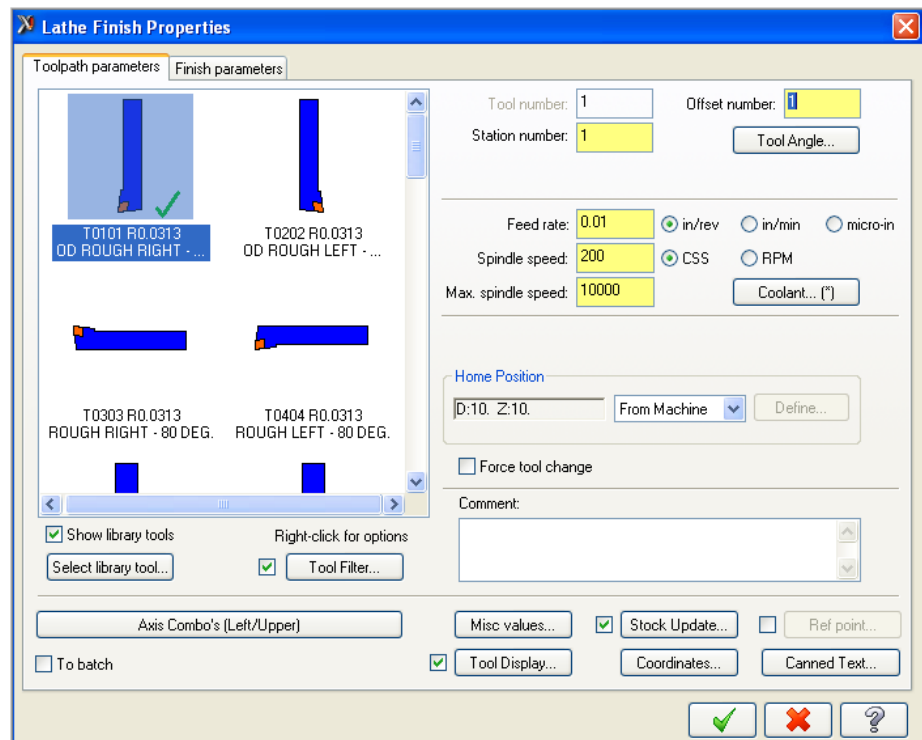 Lathe Finish Properties
Toolpath parameters
Finish parameters
T0101 R0.0313
OD ROUGH RIGHT - ...
T0202 R0.0313
OD ROUGH LEFT - ...
T0303 R0.0313
ROUGH RIGHT - 80 DEG.
T0404 R0.0313
ROUGH LEFT - 80 DEG.
Show library tools
Right-click for options
Select library tool...
Tool Filter...
Tool number: 1
Offset number: 1
Station number: 1
Tool Angle...
Feed rate: 0.01 in/rev in/min micro-in
Spindle speed: 200 CSS RPM
Max. spindle speed: 10000 Coolant... (*)
Home Position
D:10. Z:10. From Machine Define...
Force tool change
Comment:
Axis Combo's (Left/Upper)
Misc values... Stock Update... Ref point...
To batch
Tool Display... Coordinates... Canned Text...